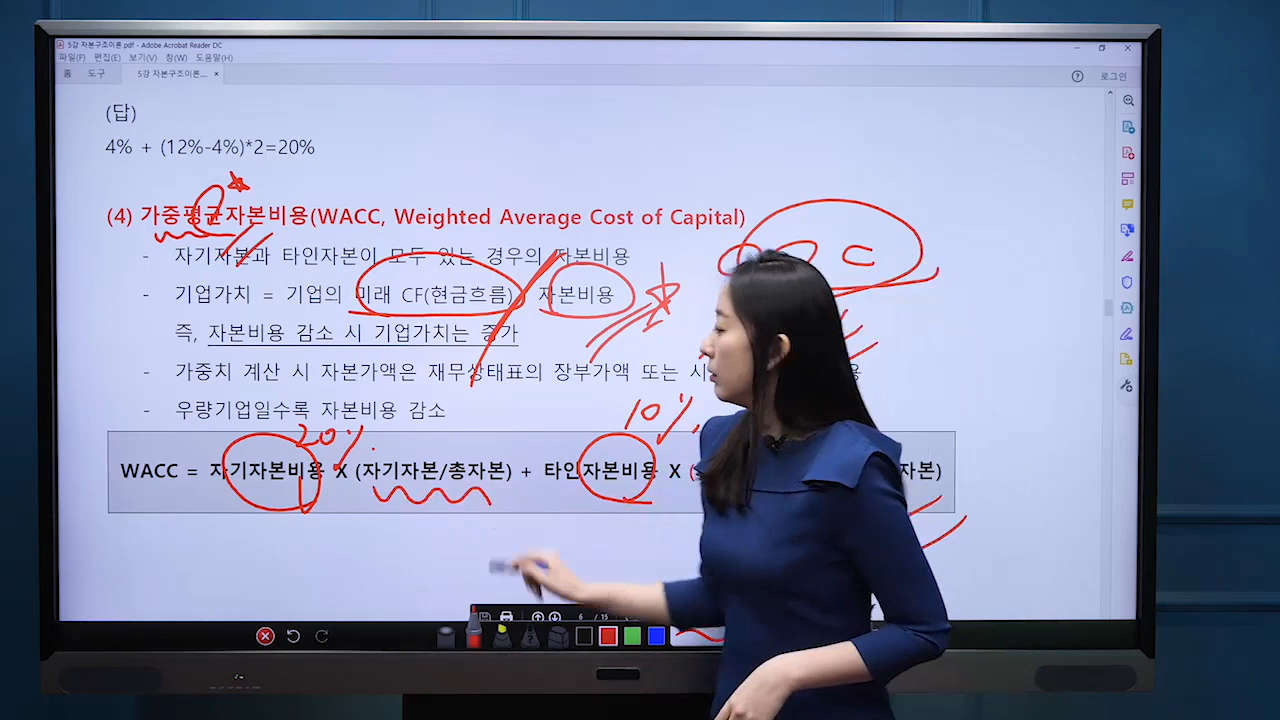 5강 자본구조이론.pdf - Adobe Acrobat Reader DC
파일(F) 편집(E) 보기(V) 창(W) 도움말(H)
홈 도구 5강 자본구조이론... × 로그인
(답)
4% + (12%-4%)*2=20%
(4) 가중평균자본비용(WACC, Weighted Average Cost of Capital)
- 자기자본과 타인자본이 모두 있는 경우의 자본비용
- 기업가치 = 기업의 미래 CF(현금흐름) / 자본비용
즉, 자본비용 감소 시 기업가치는 증가
- 가중치 계산 시 자본가액은 재무상태표의 장부가액 또는 시
- 우량기업일수록 자본비용 감소
20% 10%
WACC = 자기자본비용 X (자기자본/총자본) + 타인자본비용 X ( 자본)
6 / 15